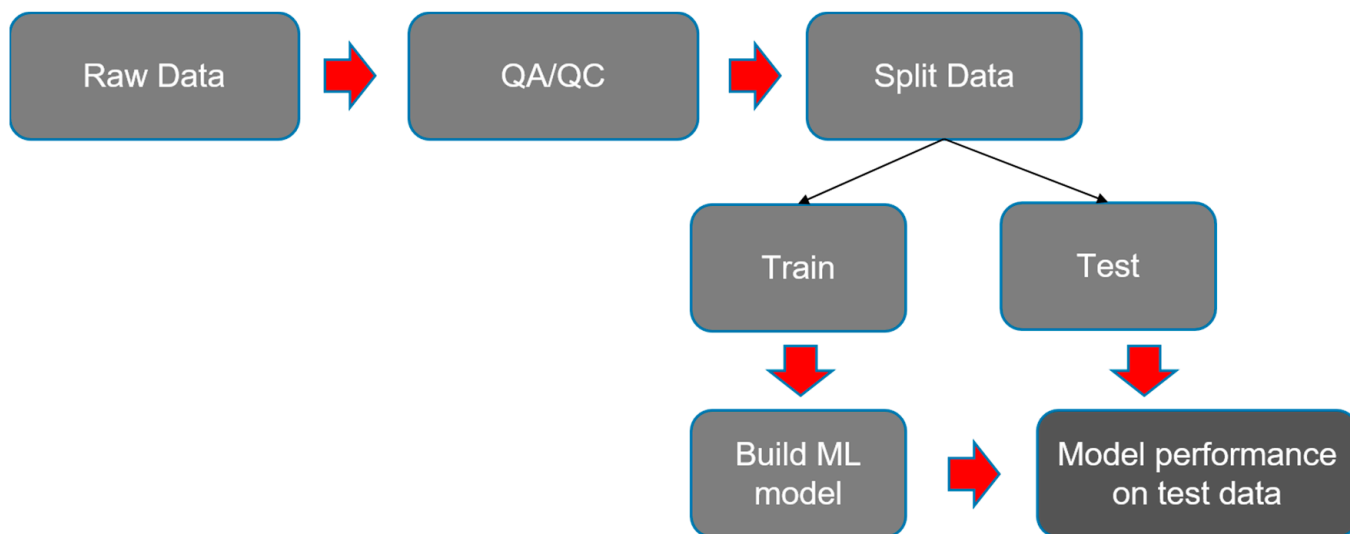 Raw Data
QA/QC
Split Data
Train
Test
Build ML
model
Model performance
on test data